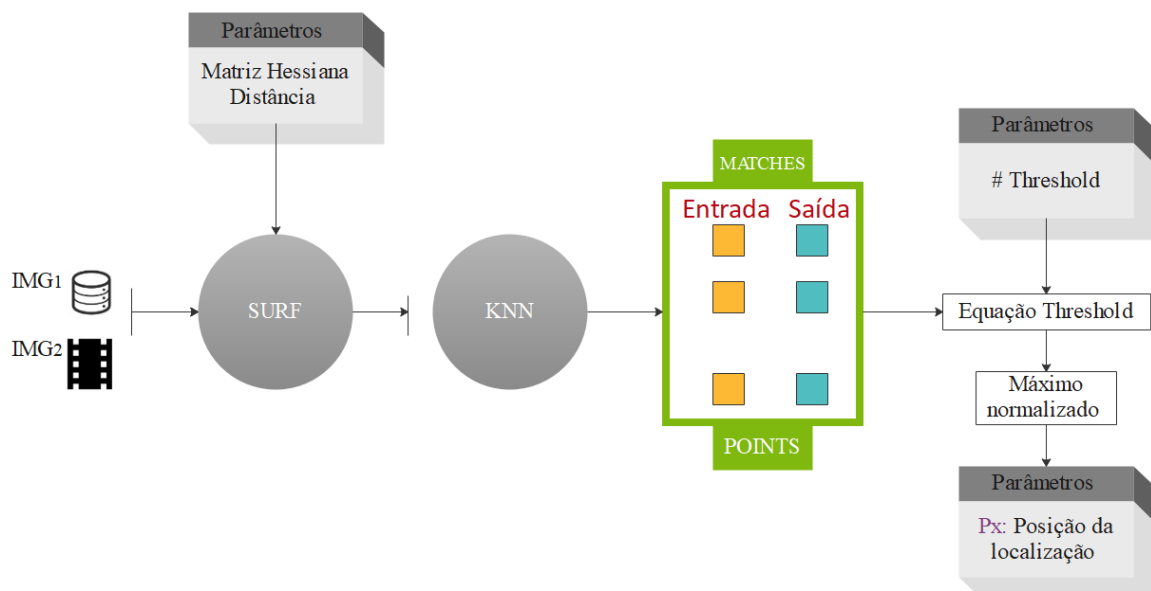 Parâmetros
Matriz Hessiana
Distância
IMG1
IMG2
SURF
KNN
MATCHES
Entrada Saída
POINTS
Parâmetros
# Threshold
Equação Threshold
Máximo
normalizado
Parâmetros
Px: Posição da
localização